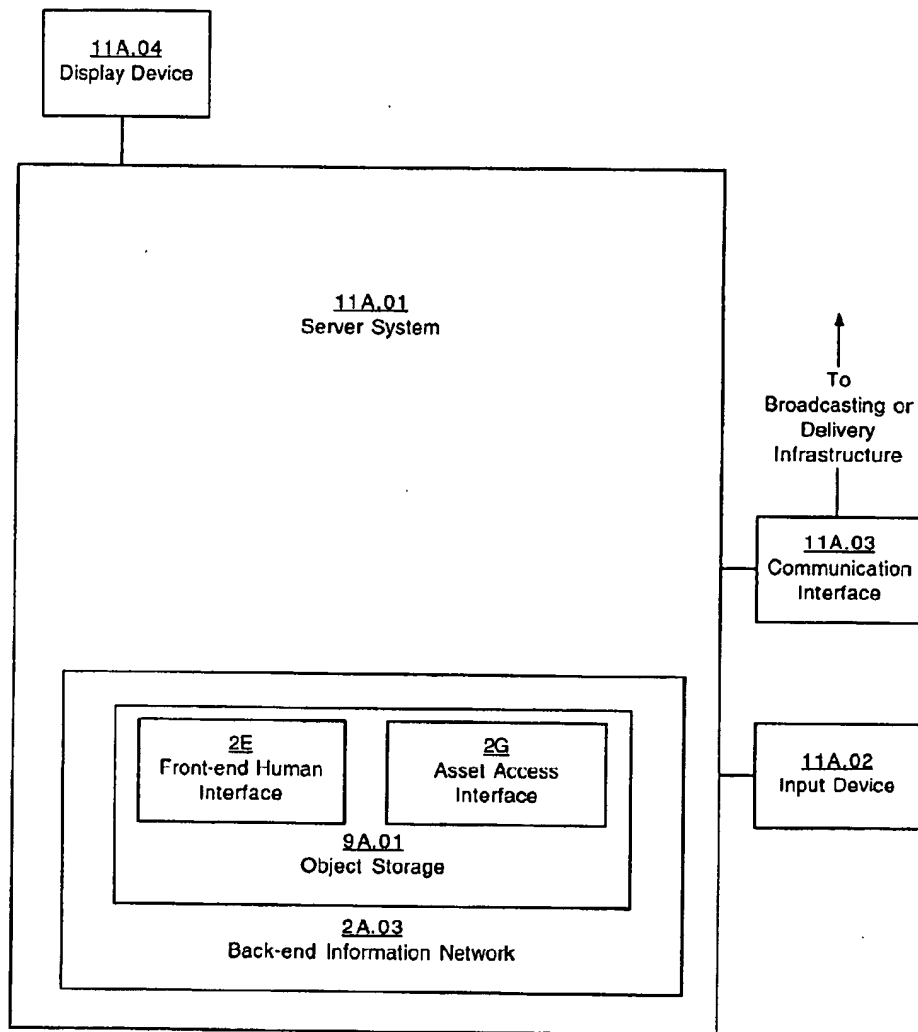 11A.04
Display Device
11A.01
Server System
To
Broadcasting or
Delivery
Infrastructure
11A.03
Communication
Interface
2E
Front-end Human
Interface
2G
Asset Access
Interface
11A.02
Input Device
9A.01
Object Storage
2A.03
Back-end Information Network